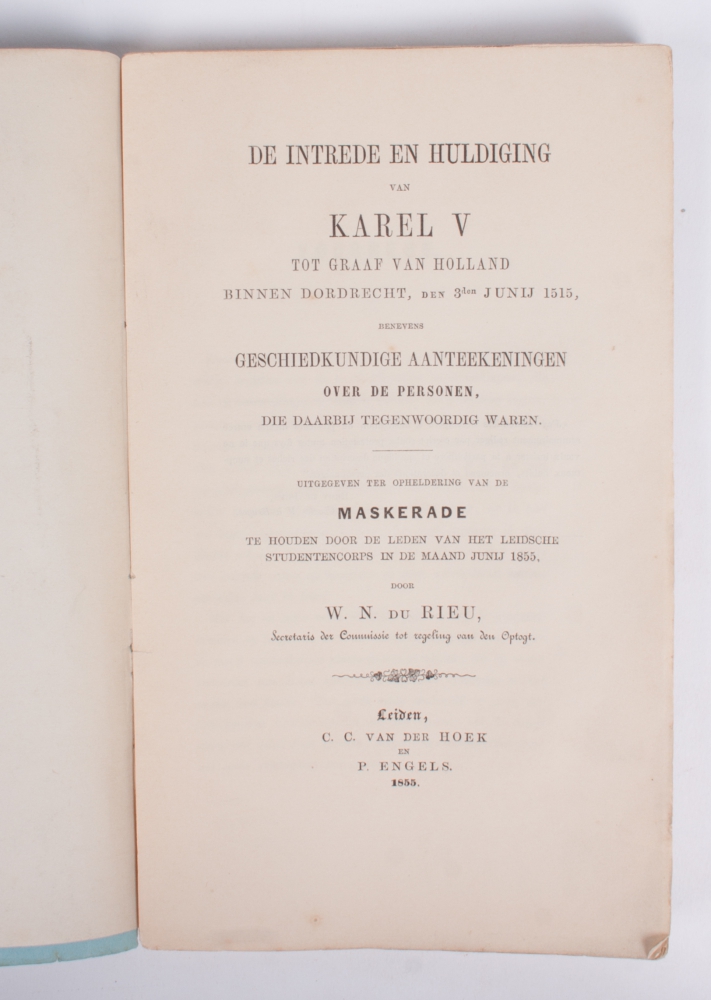 DE INTREDE EN HULDIGING
VAN
KAREL V
TOT GRAAF VAN HOLLAND
BINNEN DORDRECHT, DEN 3den JUNIJ 1515,
BENEVENS
GESCHIEDKUNDIGE AANTEEKENINGEN
OVER DE PERSONEN,
DIE DAARBIJ TEGENWOORDIG WAREN.
UITGEGEVEN TER OPHELDERING VAN DE
MASKERADE
TE HOUDEN DOOR DE LEDEN VAN HET LEIDSCHE
STUDENTENCORPS IN DE MAAND JUNIJ 1855,
DOOR
W. N. DU RIEU,
Secretaris der Commissie tot regeling van den Optogt.
Leiden,
C. C. VAN DER HOEK
EN
P. ENGELS.
1855.